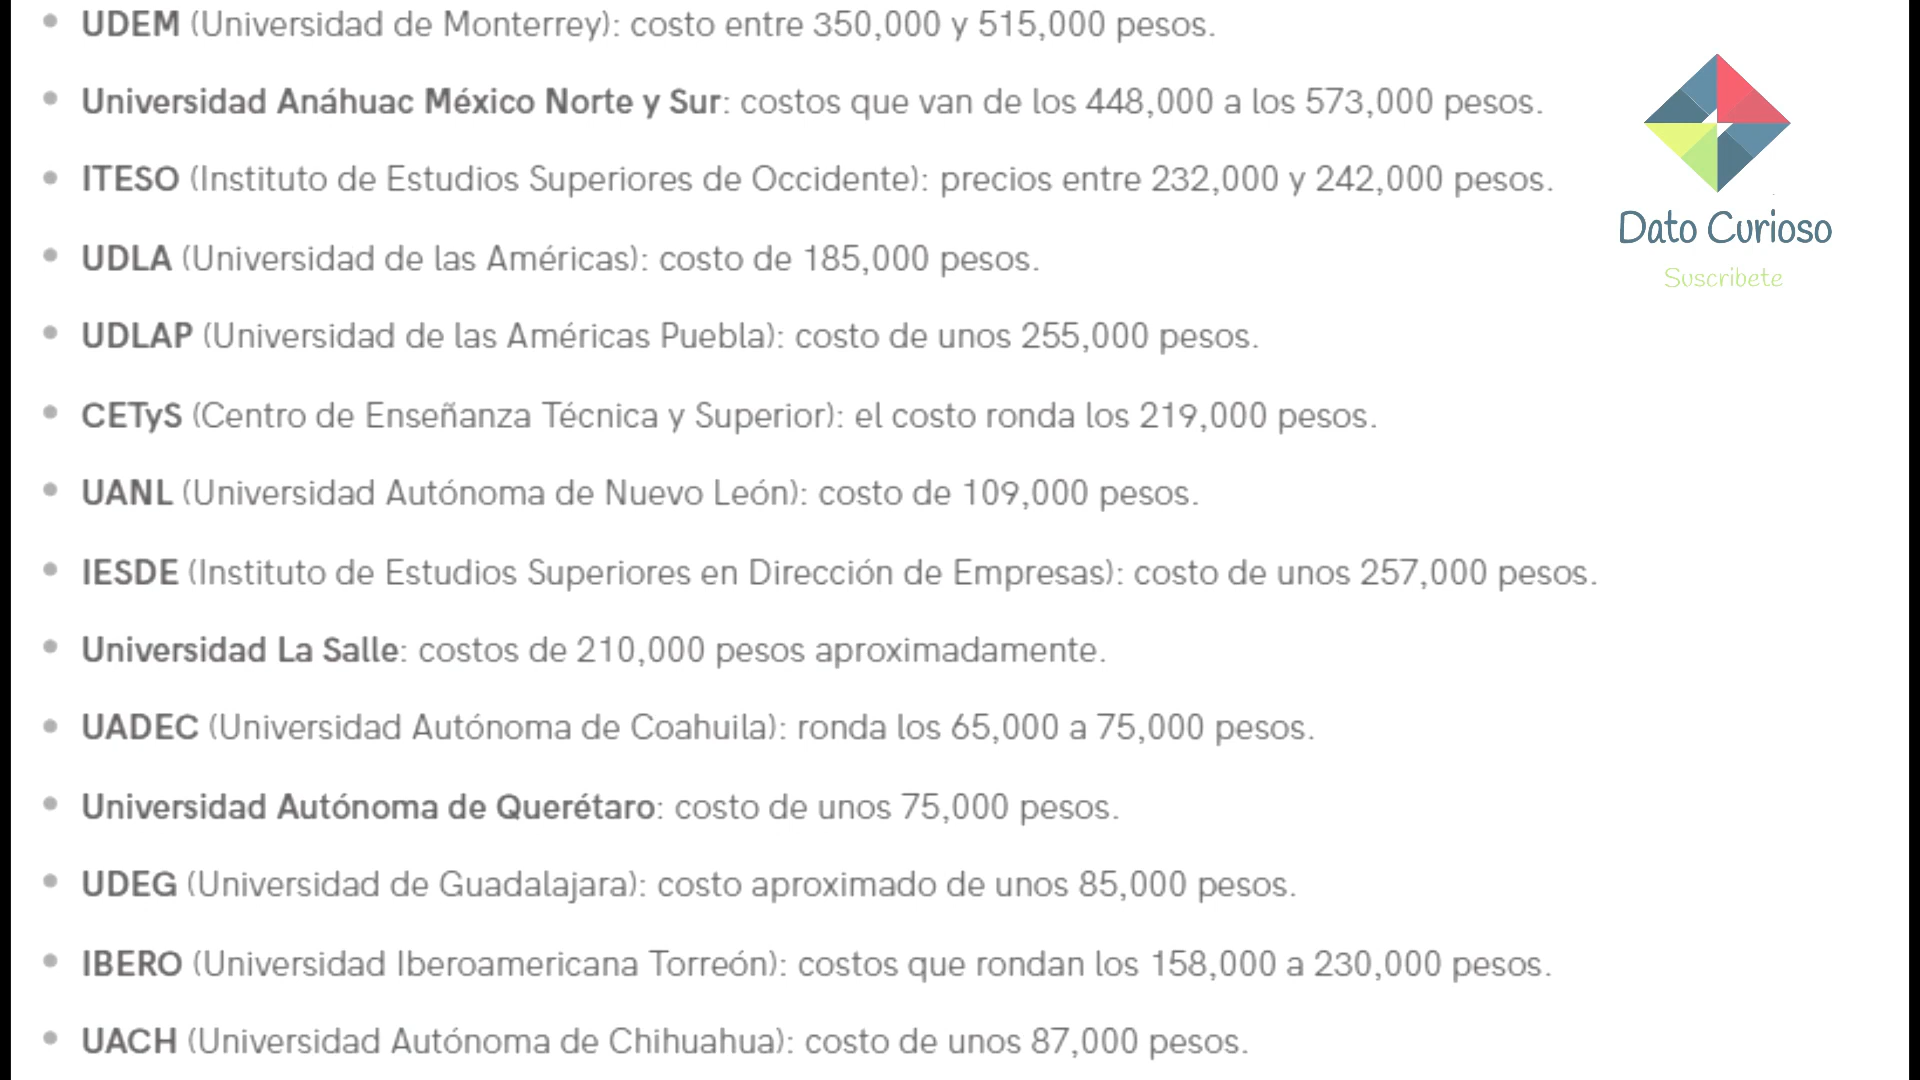 • UDEM (Universidad de Monterrey): costo entre 350,000 y 515,000 pesos.
• Universidad Anáhuac México Norte y Sur: costos que van de los 448,000 a los 573,000 pesos.
• ITESO (Instituto de Estudios Superiores de Occidente): precios entre 232,000 y 242,000 pesos.
Dato Curioso
Suscribete
• UDLA (Universidad de las Américas): costo de 185,000 pesos.
• UDLAP (Universidad de las Américas Puebla): costo de unos 255,000 pesos.
• CETyS (Centro de Enseñanza Técnica y Superior): el costo ronda los 219,000 pesos.
• UANL (Universidad Autónoma de Nuevo León): costo de 109,000 pesos.
• IESDE (Instituto de Estudios Superiores en Dirección de Empresas): costo de unos 257,000 pesos.
• Universidad La Salle: costos de 210,000 pesos aproximadamente.
• UADEC (Universidad Autónoma de Coahuila): ronda los 65,000 a 75,000 pesos.
• Universidad Autónoma de Querétaro: costo de unos 75,000 pesos.
• UDEG (Universidad de Guadalajara): costo aproximado de unos 85,000 pesos.
• IBERO (Universidad Iberoamericana Torreón): costos que rondan los 158,000 a 230,000 pesos.
• UACH (Universidad Autónoma de Chihuahua): costo de unos 87,000 pesos.